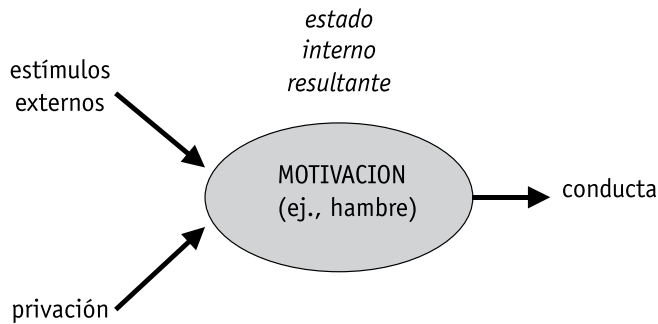 estado
interno
resultante
estímulos
externos
MOTIVACION
(ej., hambre)
conducta
privación